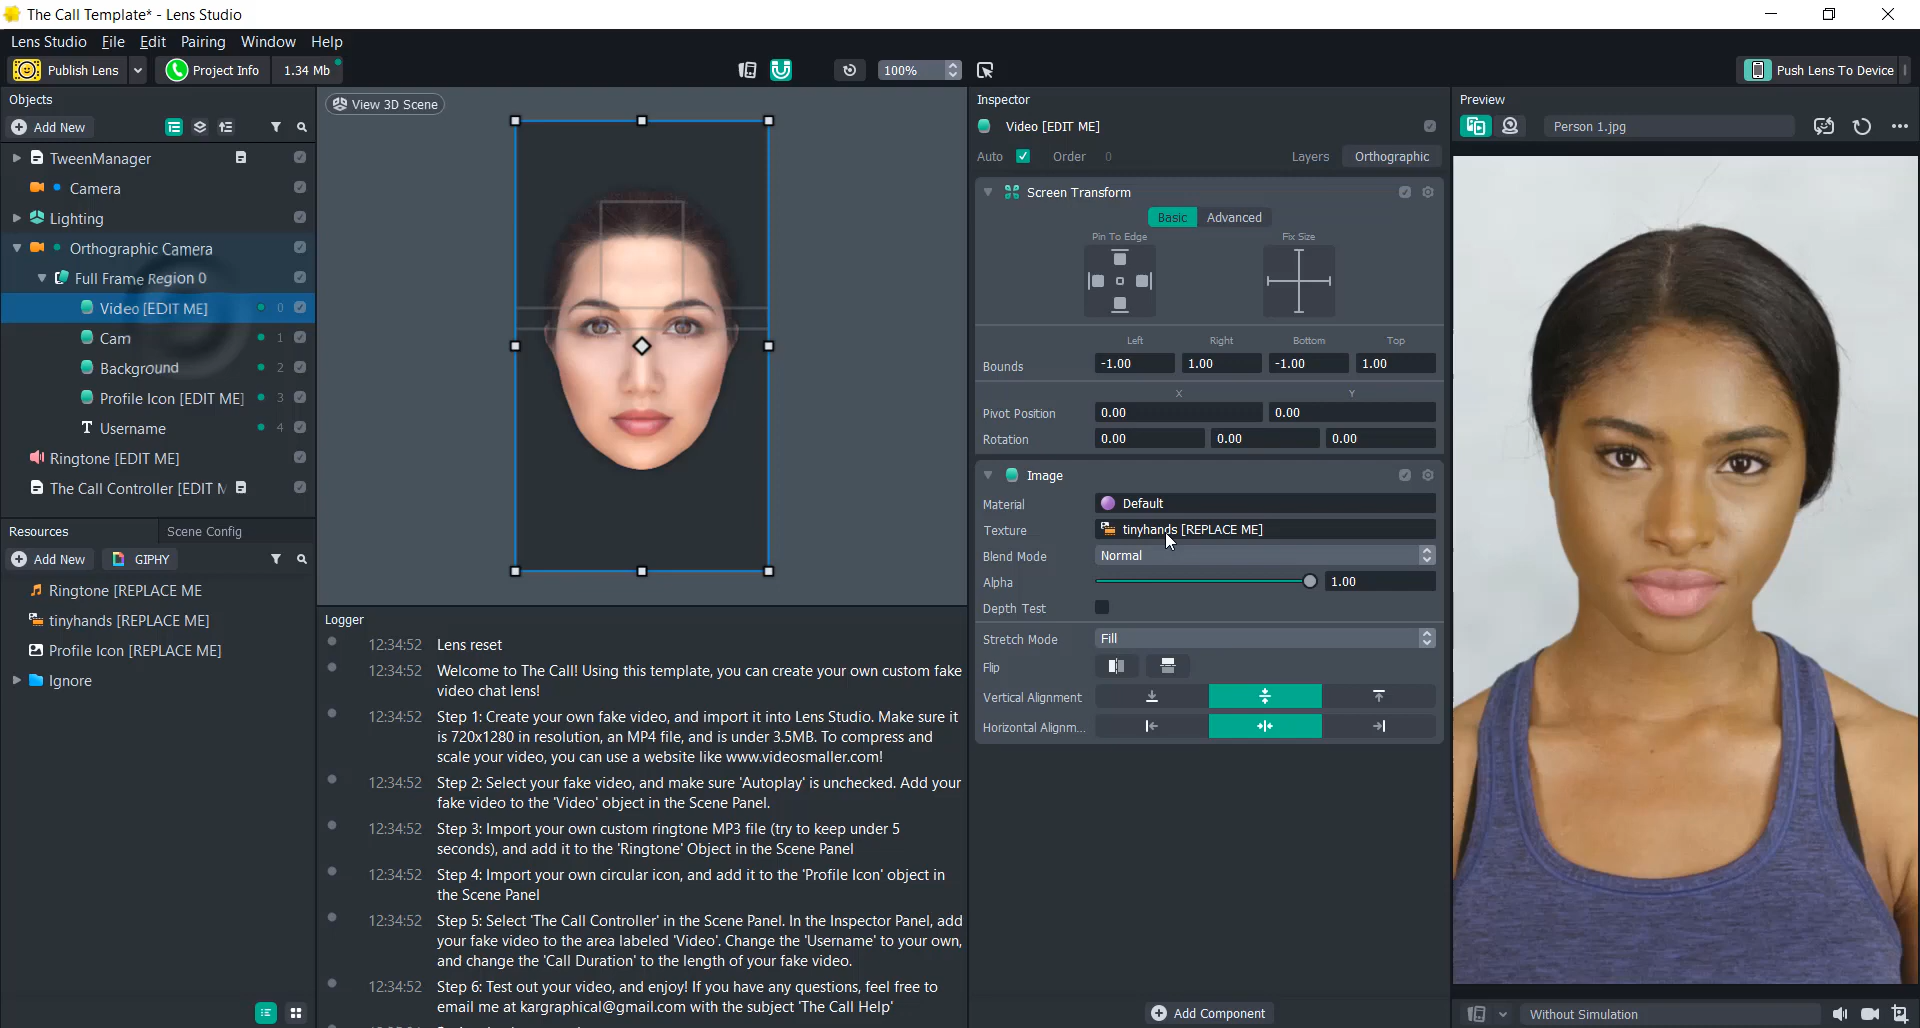 The Call Template* - Lens Studio
Lens Studio File Edit Pairing Window Help
Publish Lens Project Info 1.34 Mb 100% Push Lens To Device
Objects
Add New
TweenManager
Camera
Lighting
Orthographic Camera
Full Frame Region 0
Video [EDIT ME] 0
Cam 1
Background 2
Profile Icon [EDIT ME] 3
T Username 4
Ringtone [EDIT ME]
The Call Controller [EDIT M
Resources Scene Config
Add New GIPHY
Ringtone [REPLACE ME
tinyhands [REPLACE ME]
Profile Icon [REPLACE ME]
Ignore
View 3D Scene
Logger
12:34:52 Lens reset
12:34:52 Welcome to The Call! Using this template, you can create your own custom fake
video chat lens!
12:34:52 Step 1: Create your own fake video, and import it into Lens Studio. Make sure it
is 720x1280 in resolution, an MP4 file, and is under 3.5MB. To compress and
scale your video, you can use a website like www.videosmaller.com!
12:34:52 Step 2: Select your fake video, and make sure 'Autoplay' is unchecked. Add your
fake video to the 'Video' object in the Scene Panel.
12:34:52 Step 3: Import your own custom ringtone MP3 file (try to keep under 5
seconds), and add it to the 'Ringtone' Object in the Scene Panel
12:34:52 Step 4: Import your own circular icon, and add it to the 'Profile Icon' object in
the Scene Panel
12:34:52 Step 5: Select 'The Call Controller' in the Scene Panel. In the Inspector Panel, add
your fake video to the area labeled 'Video'. Change the 'Username' to your own,
and change the 'Call Duration' to the length of your fake video.
12:34:52 Step 6: Test out your video, and enjoy! If you have any questions, feel free to
email me at kargraphical@gmail.com with the subject 'The Call Help'
Inspector
Video [EDIT ME]
Auto Order 0 Layers Orthographic
Screen Transform
Basic Advanced
Pin To Edge Fix Size
Left Right Bottom Top
Bounds -1.00 1.00 -1.00 1.00
X Y
Pivot Position 0.00 0.00
Rotation 0.00 0.00 0.00
Image
Material Default
Texture tinyhands [REPLACE ME]
Blend Mode Normal
Alpha 1.00
Depth Test
Stretch Mode Fill
Flip
Vertical Alignment
Horizontal Alignm...
Add Component
Preview
Person 1.jpg
Without Simulation